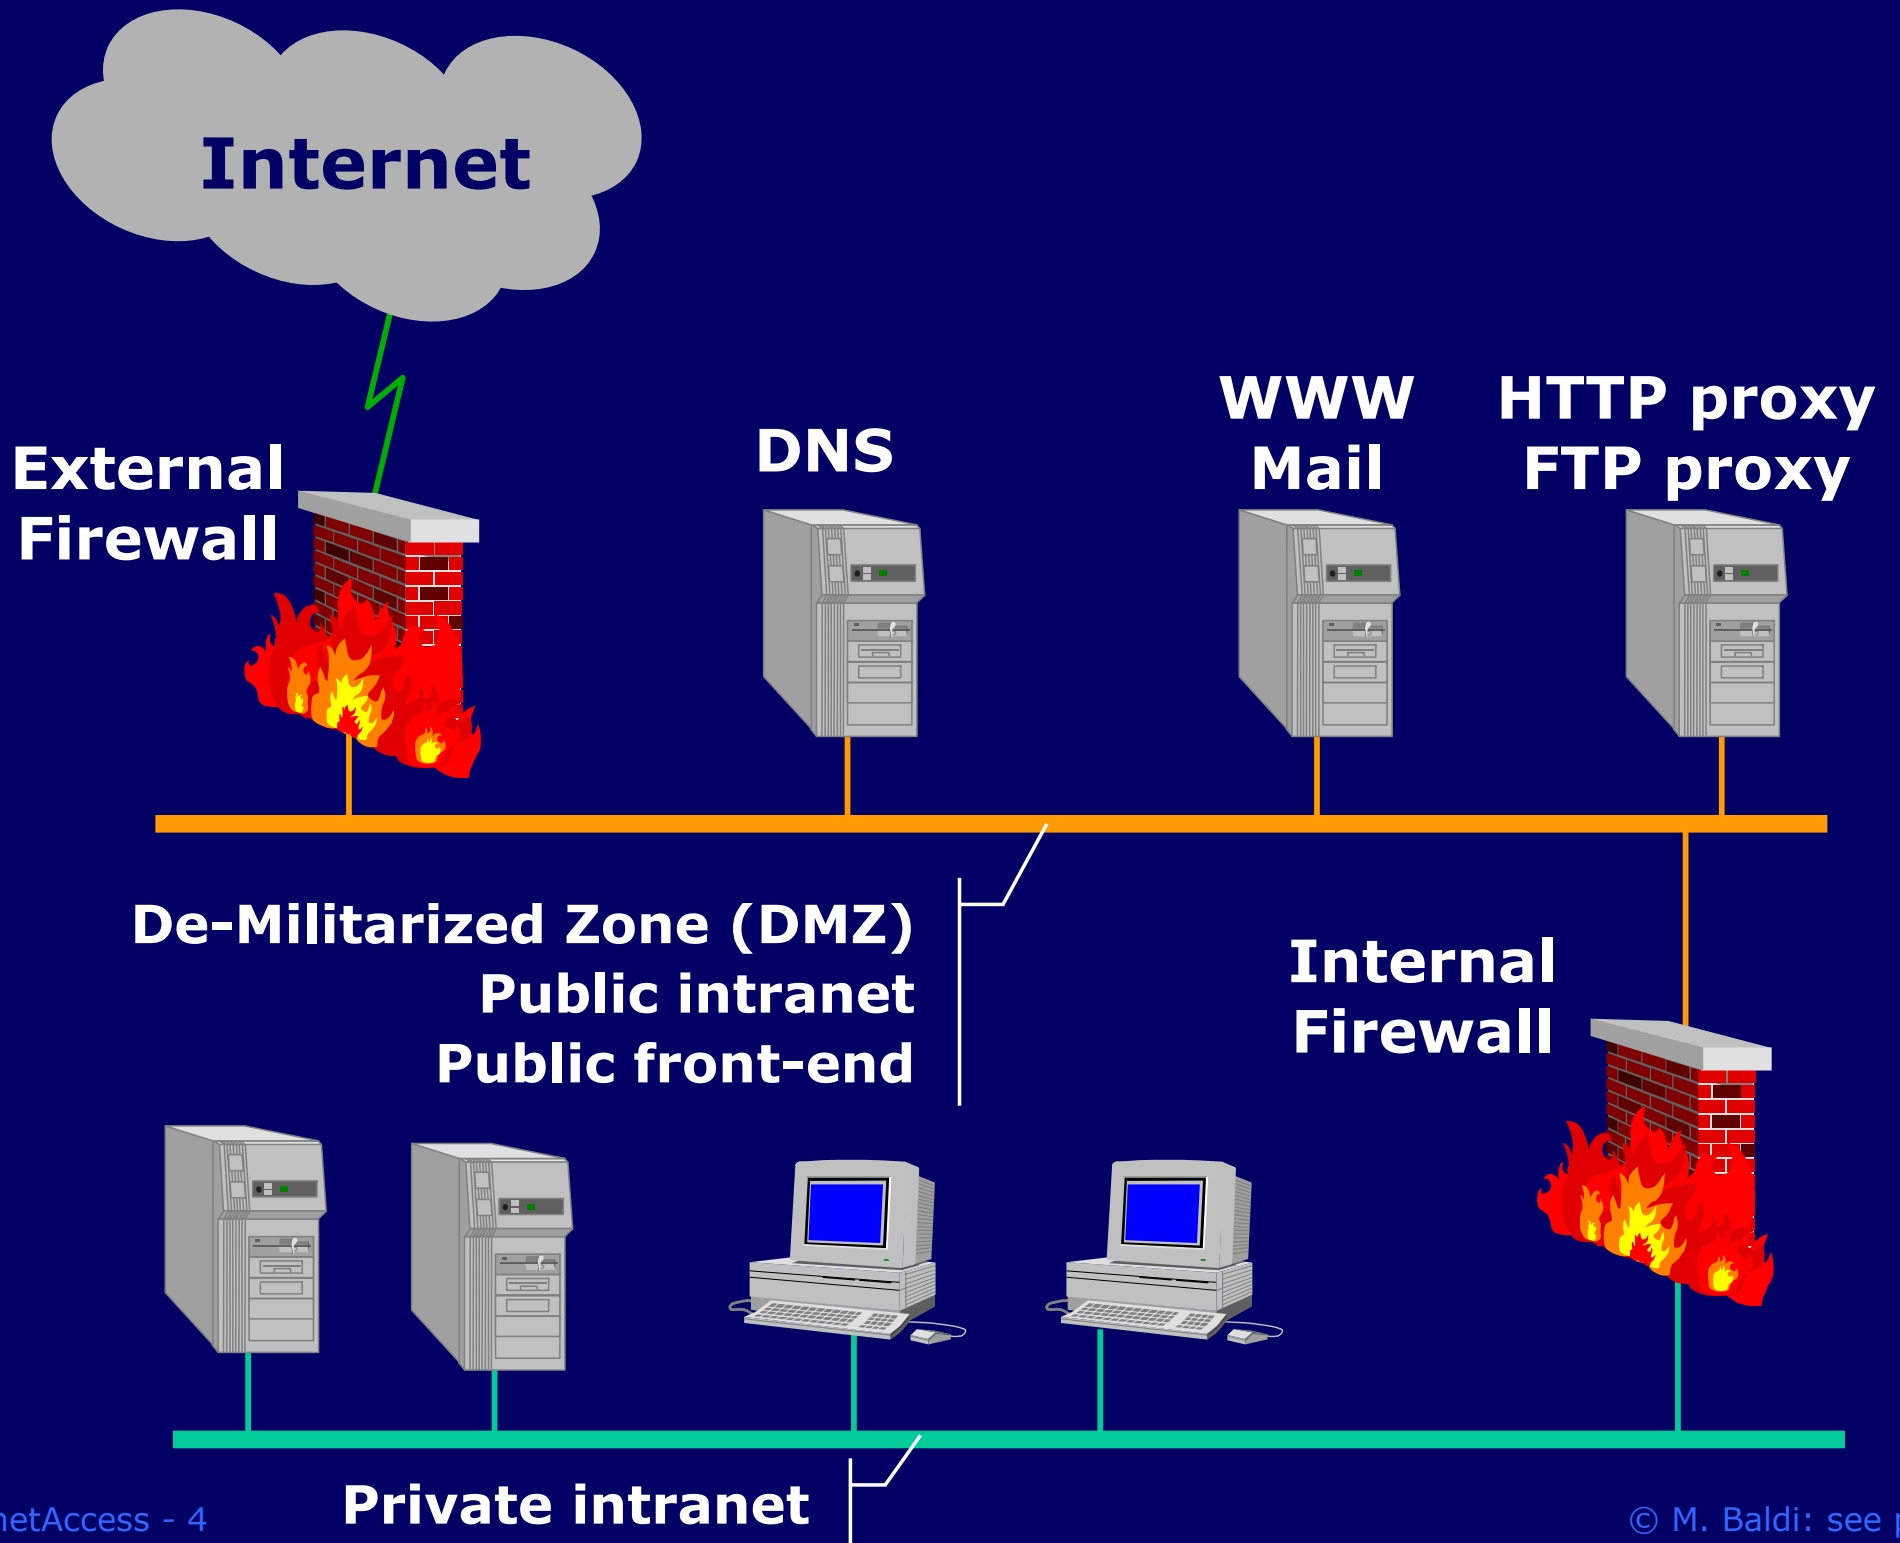 Internet
External
Firewall
DNS
WWW
Mail
HTTP proxy
FTP proxy
De-Militarized Zone (DMZ)
Public intranet
Public front-end
Internal
Firewall
Private intranet
netAccess - 4
© M. Baldi: see